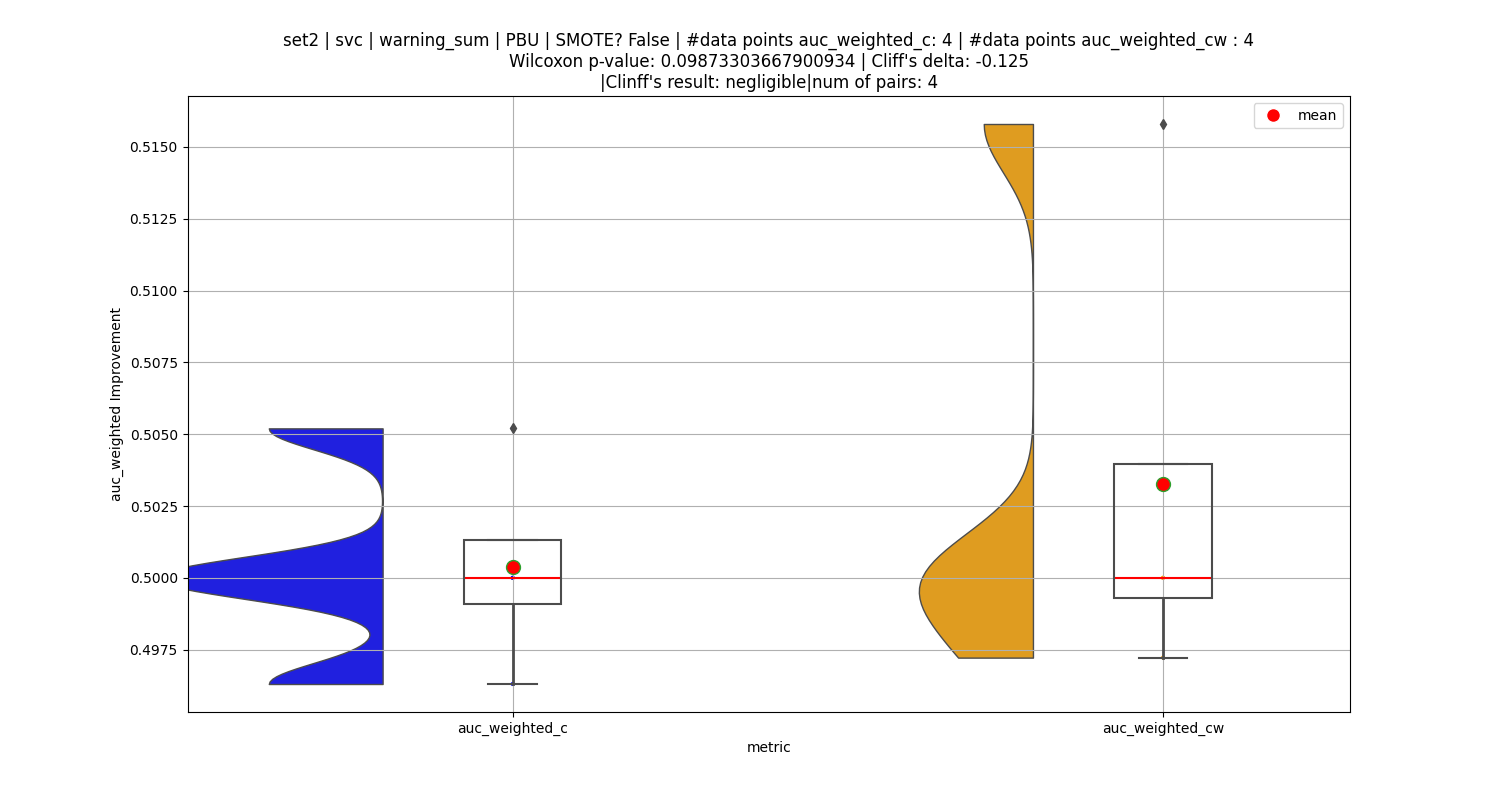 set2 | svc | warning_sum | PBU | SMOTE? False | #data points auc_weighted_c: 4 | #data points auc_weighted_cw : 4
Wilcoxon p-value: 0.09873303667900934 | Cliff's delta: -0.125
|Clinff's result: negligible|num of pairs: 4
mean
0.5150
0.5125
0.5100
0.5075
0.5050
0.5025
0.5000
0.4975
auc_weighted Improvement
auc_weighted_c
auc_weighted_cw
metric